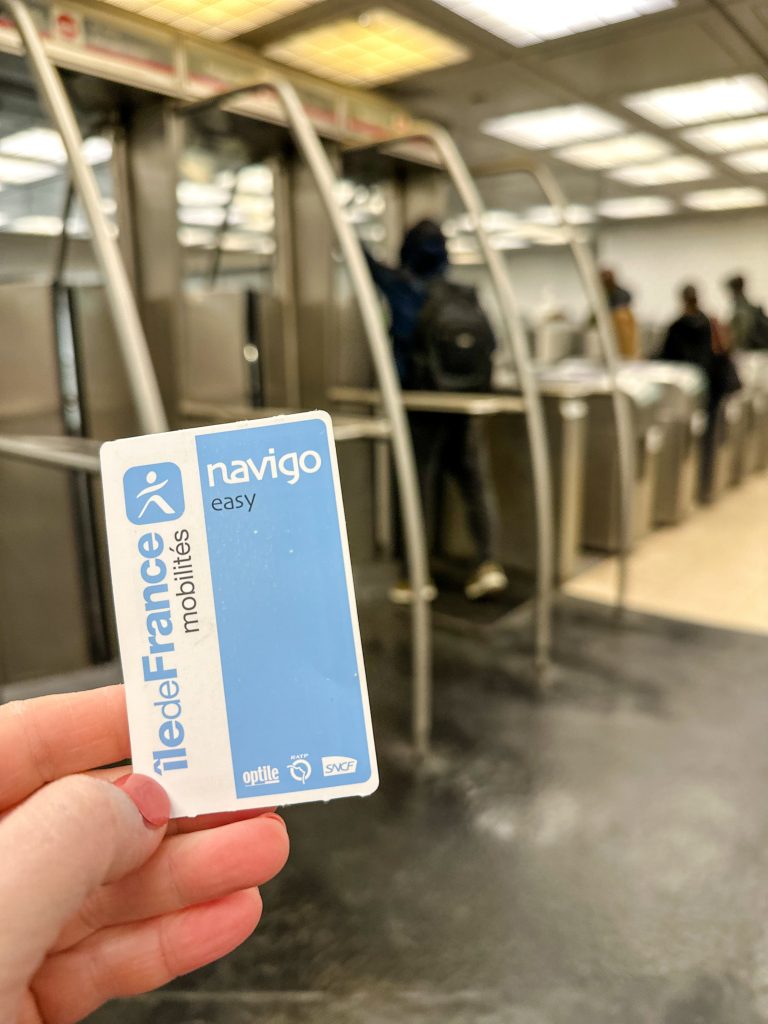 navigo
easy
îledeFrance
mobilités
optile
RATP
SNCF